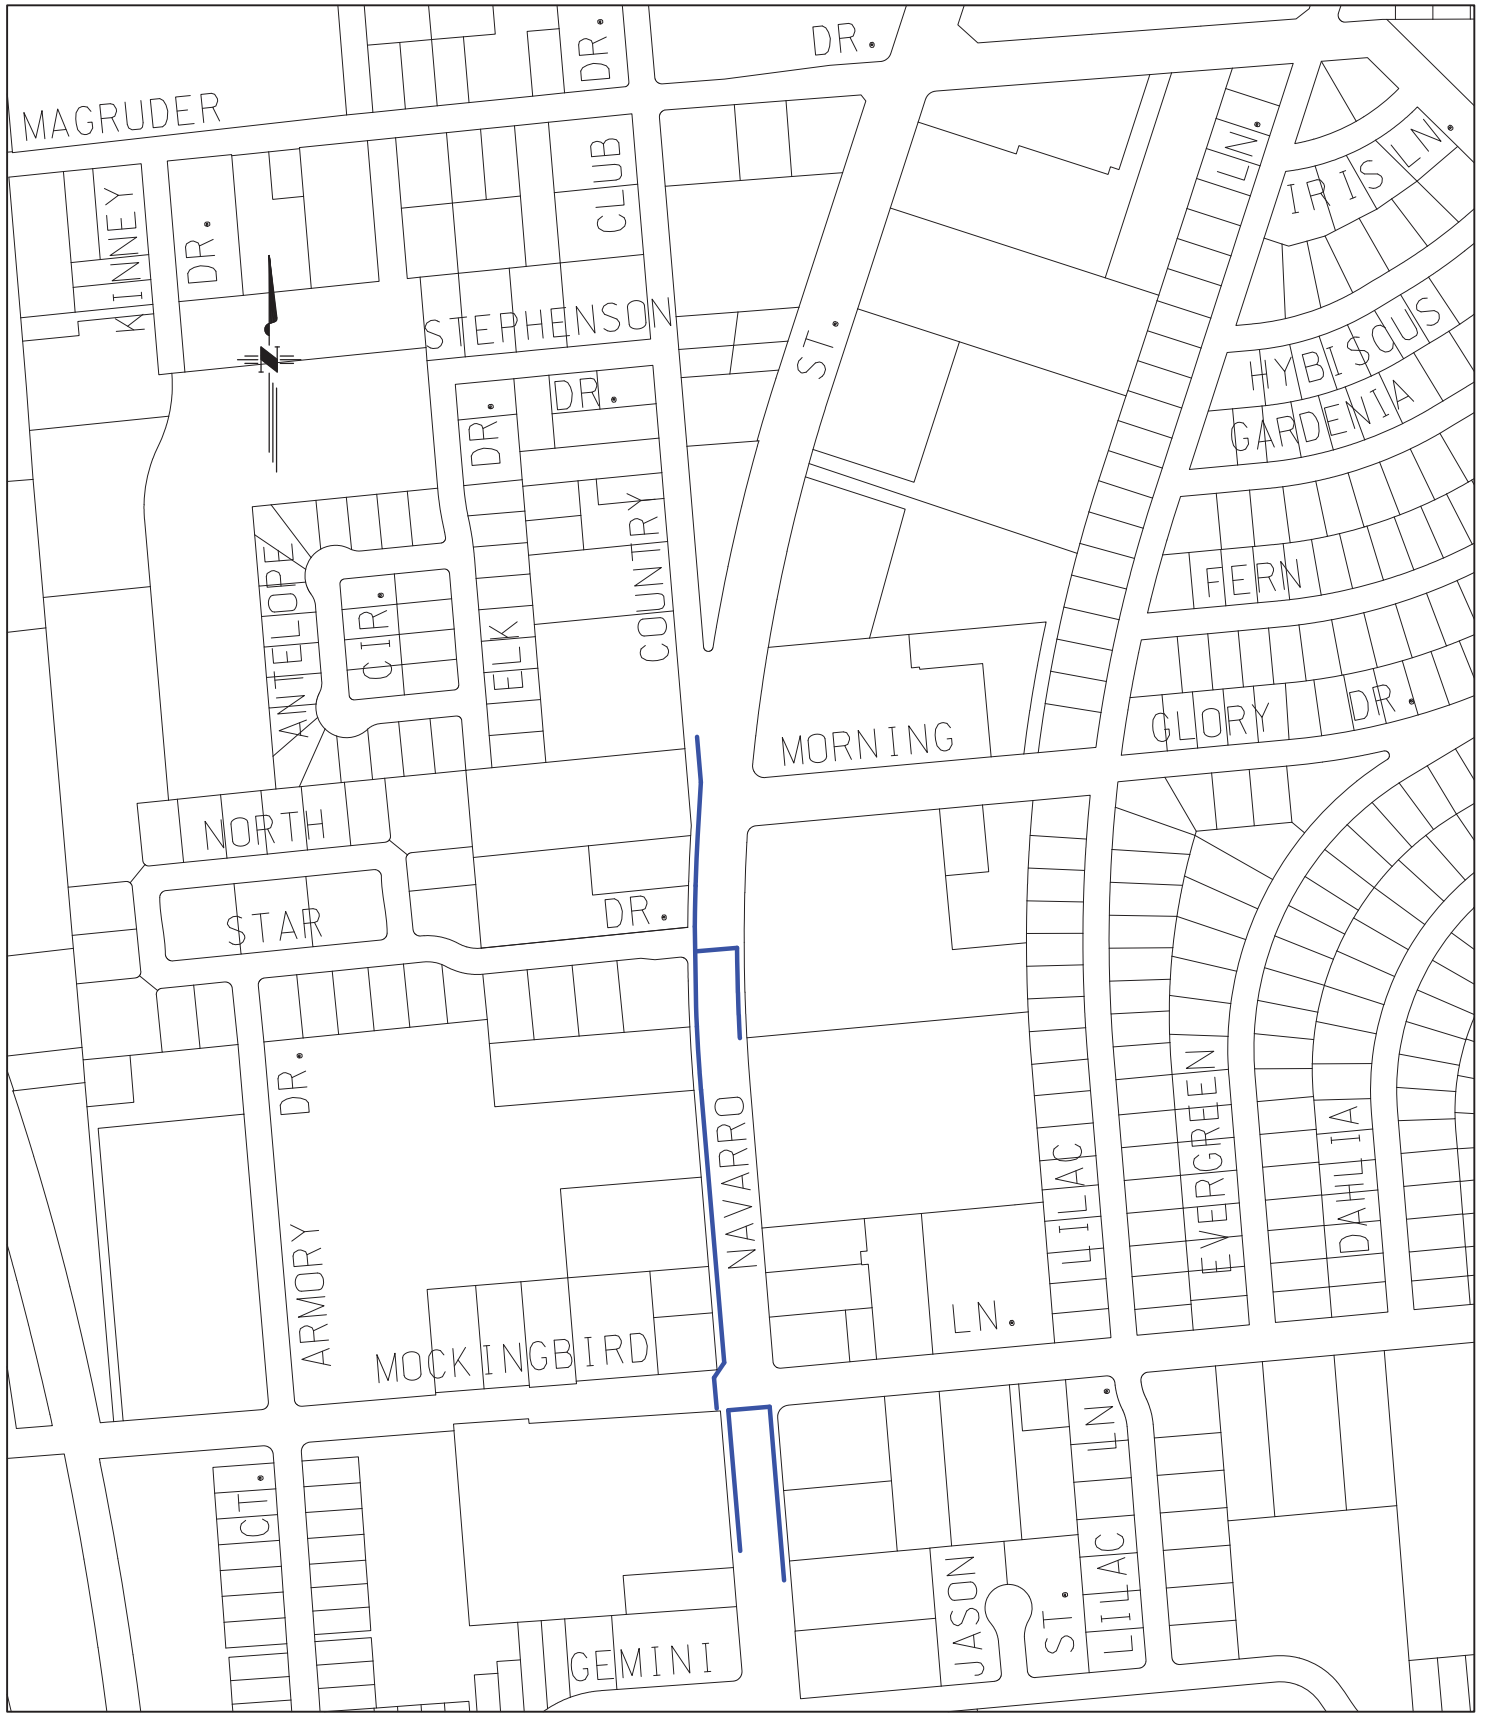 DR.
DR.
MAGRUDER
LN.
LN.
IRIS
CLUB
KINNEY
DR.
STEPHENSON
ST.
HYBISOUS
DR.
GARDENIA
DR.
COUNTRY
ANTELOPE
CIR.
ELK
FERN
GLORY DR.
MORNING
NORTH
STAR
DR.
DR.
NAVARRO
EVERGREEN
DAHLIA
LILAC
ARMORY
LN.
MOCKINGBIRD
LN.
CT.
LILAC
JASON
ST.
GEMINI
N